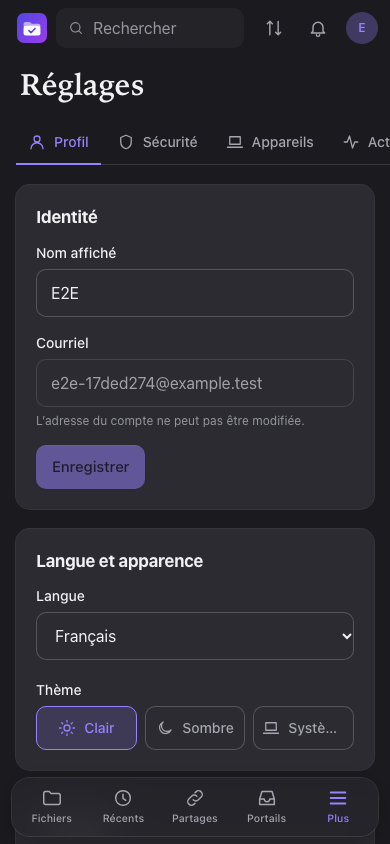 Rechercher
E
Réglages
Profil
Sécurité
Appareils
Act
Identité
Nom affiché
E2E
Courriel
e2e-17ded274@example.test
L'adresse du compte ne peut pas être modifiée.
Enregistrer
Langue et apparence
Langue
Français
Thème
Clair
Sombre
Systè...
Fichiers
Récents
Partages
Portails
Plus